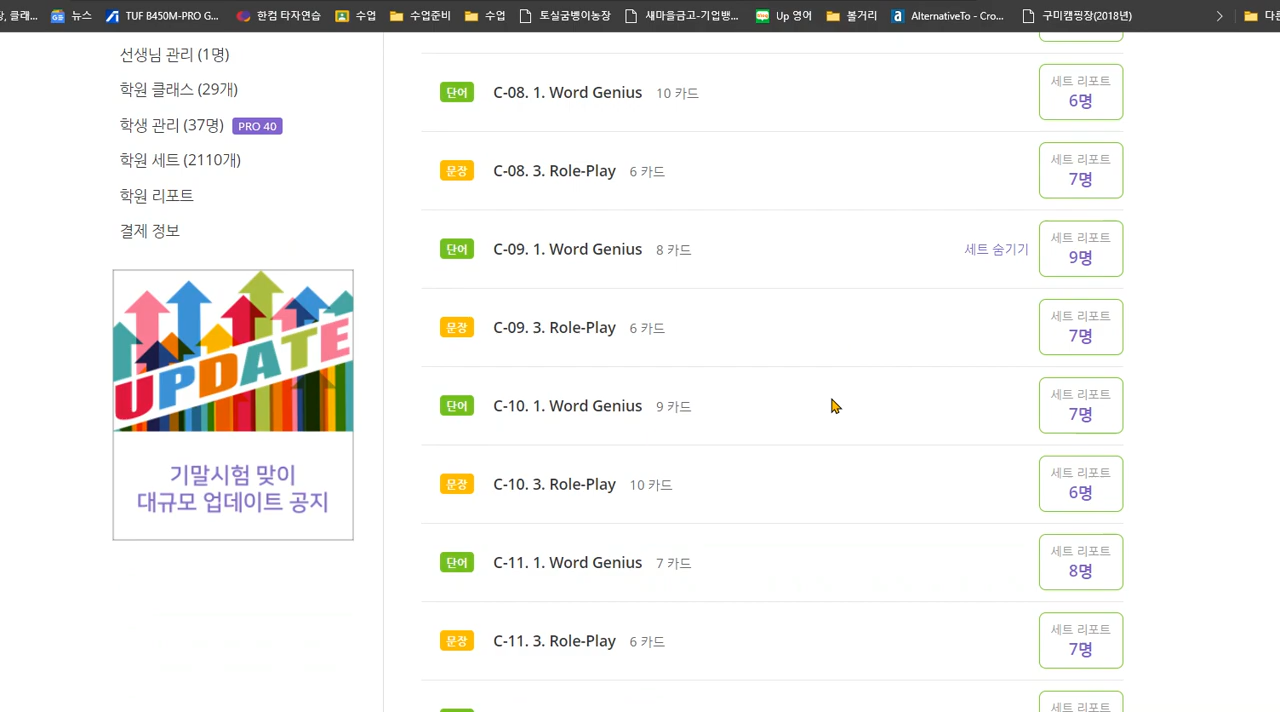 장, 클래... 뉴스 TUF B450M-PRO G... 한컴 타자연습 수업 수업준비 수업 토실굼벵이농장 새마을금고-기업뱅... Up 영어 볼거리 AlternativeTo - Cro... 구미캠핑장(2018년) 다른
선생님 관리 (1명)
학원 클래스 (29개)
학생 관리 (37명) PRO 40
학원 세트 (2110개)
학원 리포트
결제 정보
UPDATE
기말시험 맞이
대규모 업데이트 공지
단어 C-08. 1. Word Genius 10 카드 세트 리포트
6명
문장 C-08. 3. Role-Play 6 카드 세트 리포트
7명
단어 C-09. 1. Word Genius 8 카드 세트 숨기기 세트 리포트
9명
문장 C-09. 3. Role-Play 6 카드 세트 리포트
7명
단어 C-10. 1. Word Genius 9 카드 세트 리포트
7명
문장 C-10. 3. Role-Play 10 카드 세트 리포트
6명
단어 C-11. 1. Word Genius 7 카드 세트 리포트
8명
문장 C-11. 3. Role-Play 6 카드 세트 리포트
7명
세트 리포트